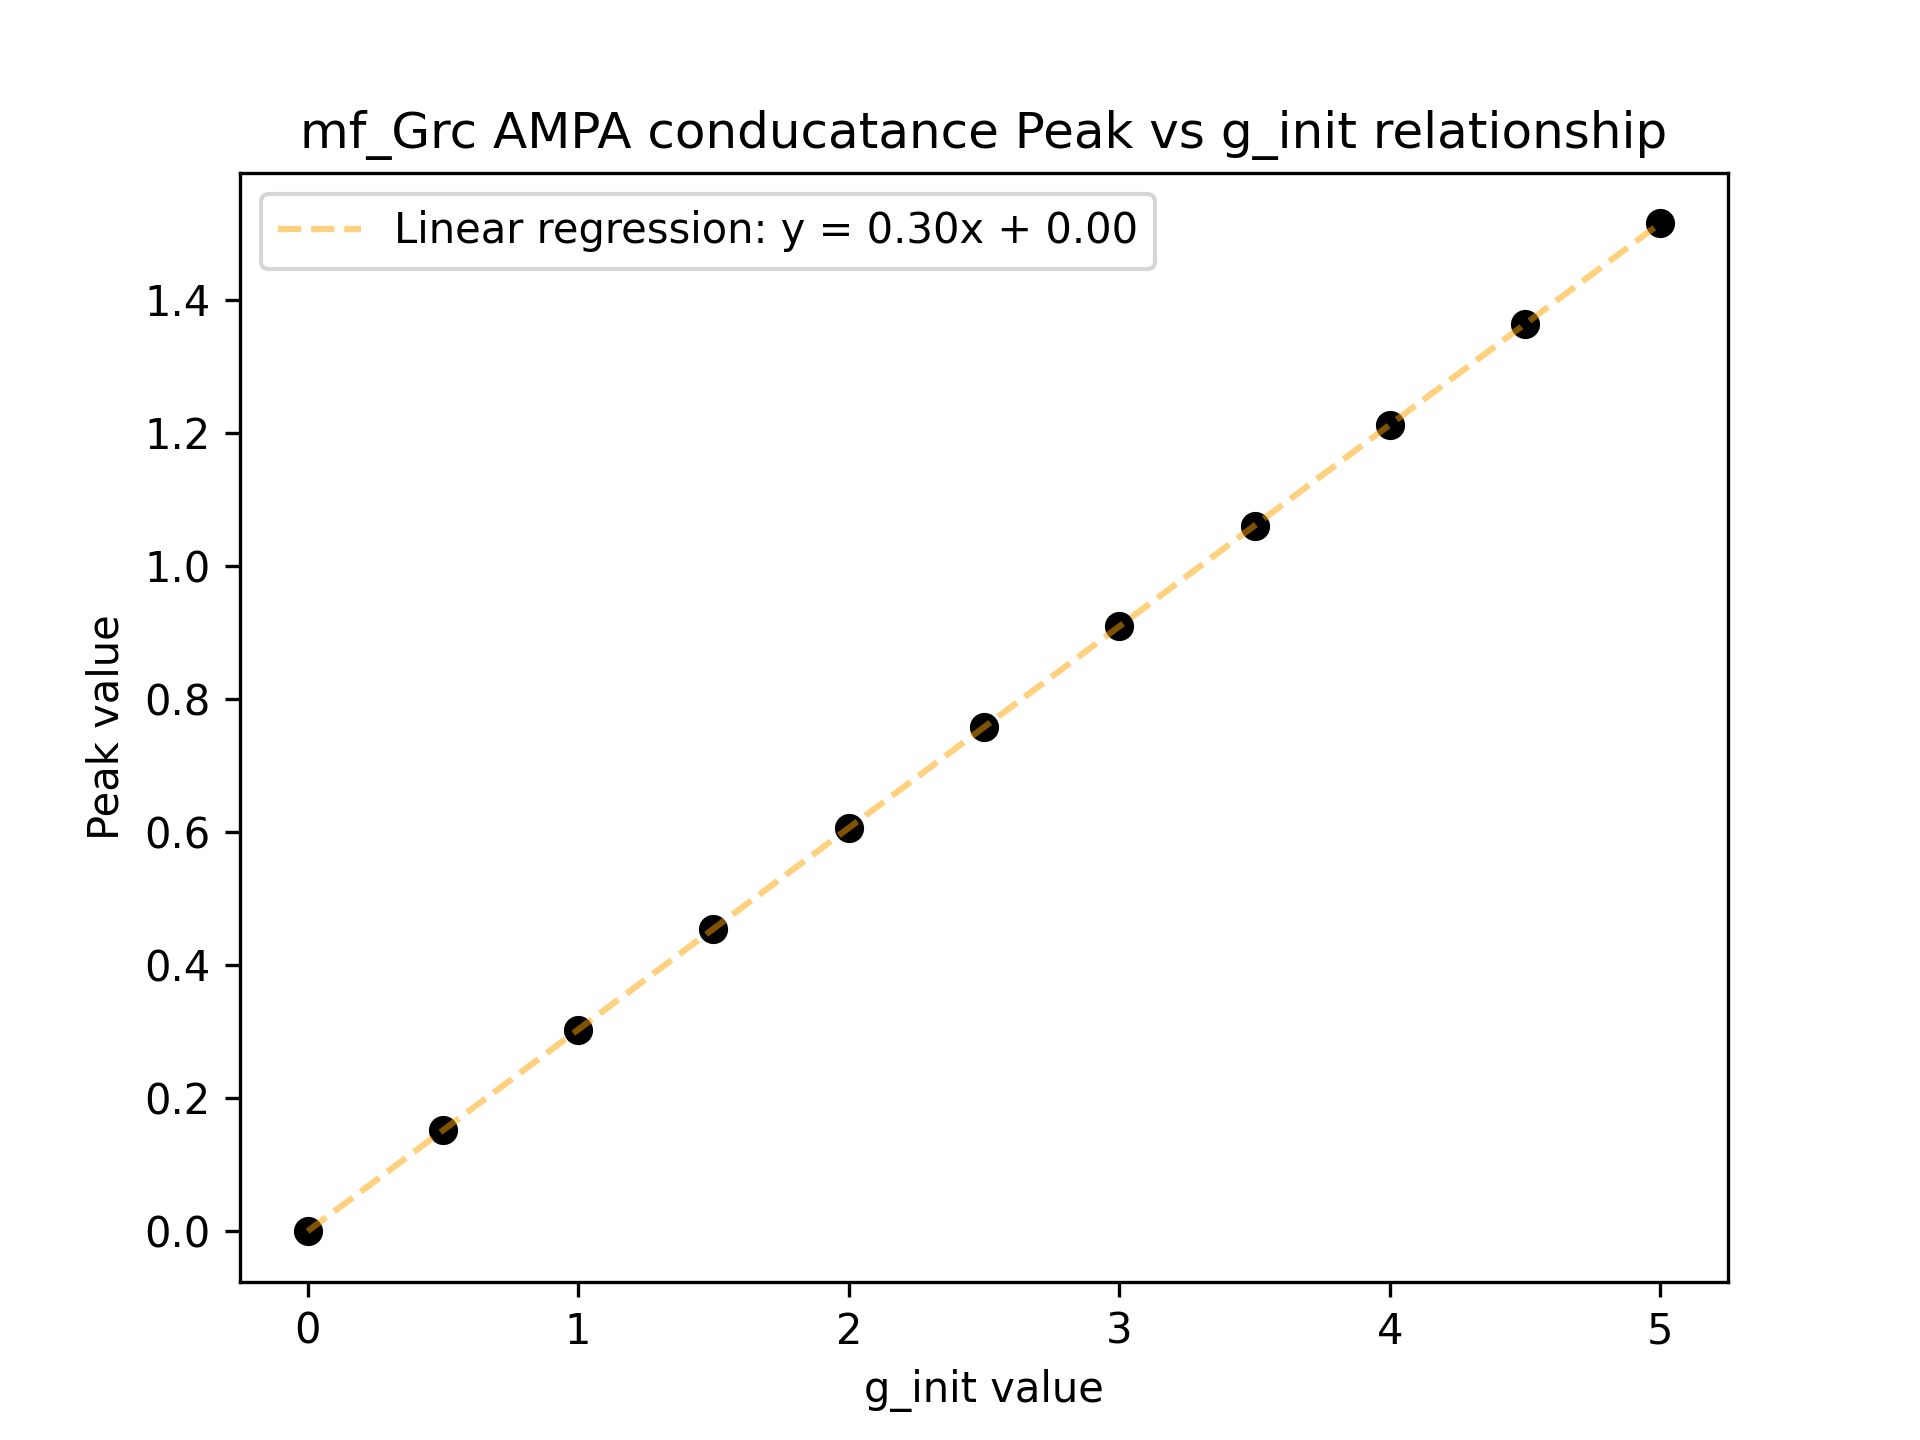 mf_Grc AMPA conducatance Peak vs g_init relationship
Linear regression: y = 0.30x + 0.00
1.4
1.2
1.0
0.8
0.6
0.4
0.2
0.0
Peak value
0 1 2 3 4 5
g_init value